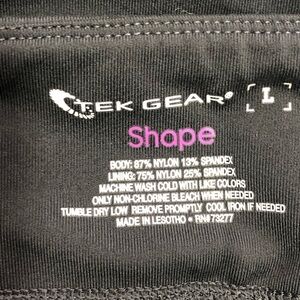 TEK GEAR® [L]
Shape
BODY: 87% NYLON 13% SPANDEX
LINING: 75% NYLON 25% SPANDEX
MACHINE WASH COLD WITH LIKE COLORS
ONLY NON-CHLORINE BLEACH WHEN NEEDED
TUMBLE DRY LOW REMOVE PROMPTLY COOL IRON IF NEEDED
MADE IN LESOTHO • RN#73277